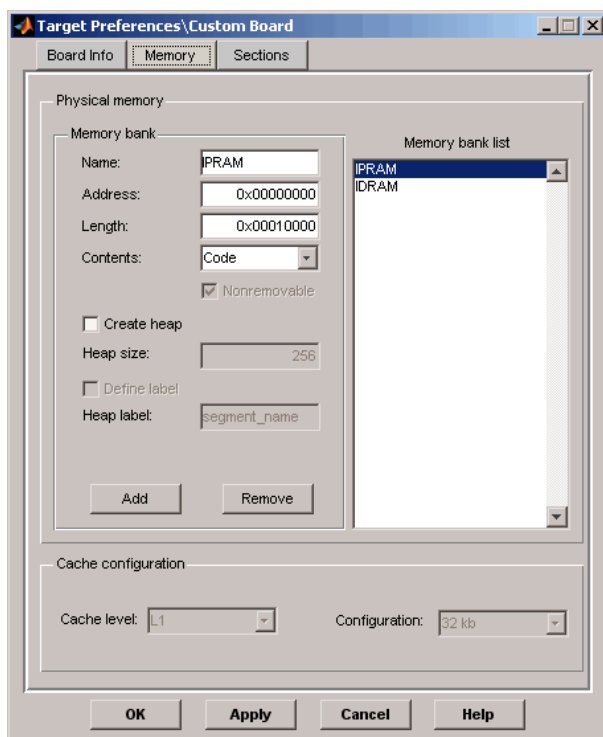 Target Preferences\Custom Board
Board Info Memory Sections
Physical memory
Memory bank
Memory bank list
Name: IPRAM
Address: 0x00000000
Length: 0x00010000
Contents: Code
Nonremovable
Create heap
Heap size: 256
Define label
Heap label: segment_name
Add Remove
IPRAM
IDRAM
Cache configuration
Cache level: L1 Configuration: 32 kb
OK Apply Cancel Help